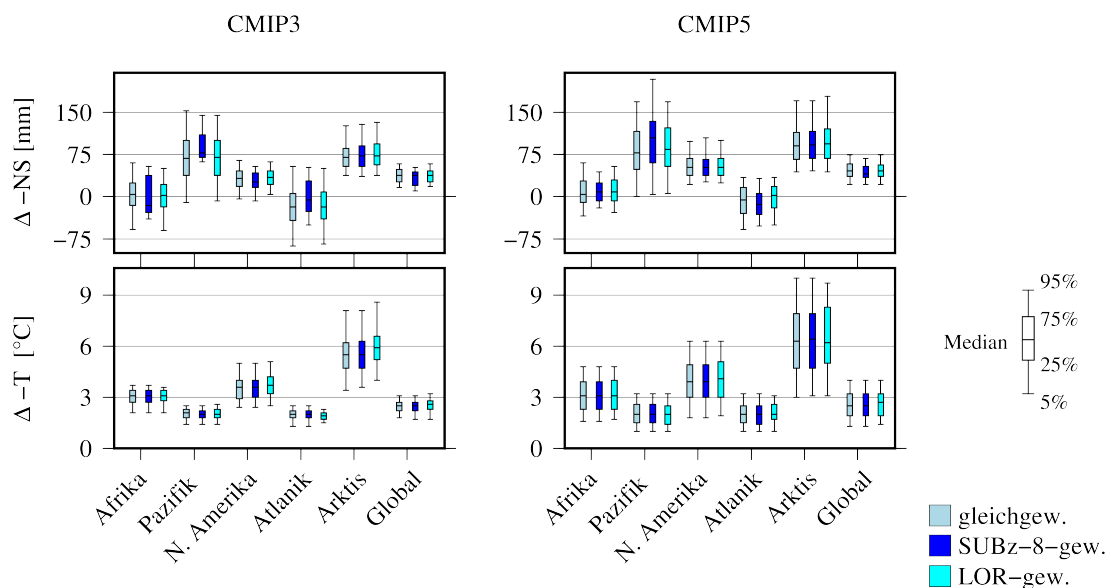 CMIP3
CMIP5
Δ −NS [mm]
150
75
0
−75
150
75
0
−75
Δ −T [°C]
9
6
3
0
9
6
3
0
Afrika
Pazifik
N. Amerika
Atlanik
Arktis
Global
Afrika
Pazifik
N. Amerika
Atlanik
Arktis
Global
95%
75%
Median
25%
5%
gleichgew.
SUBz−8−gew.
LOR−gew.